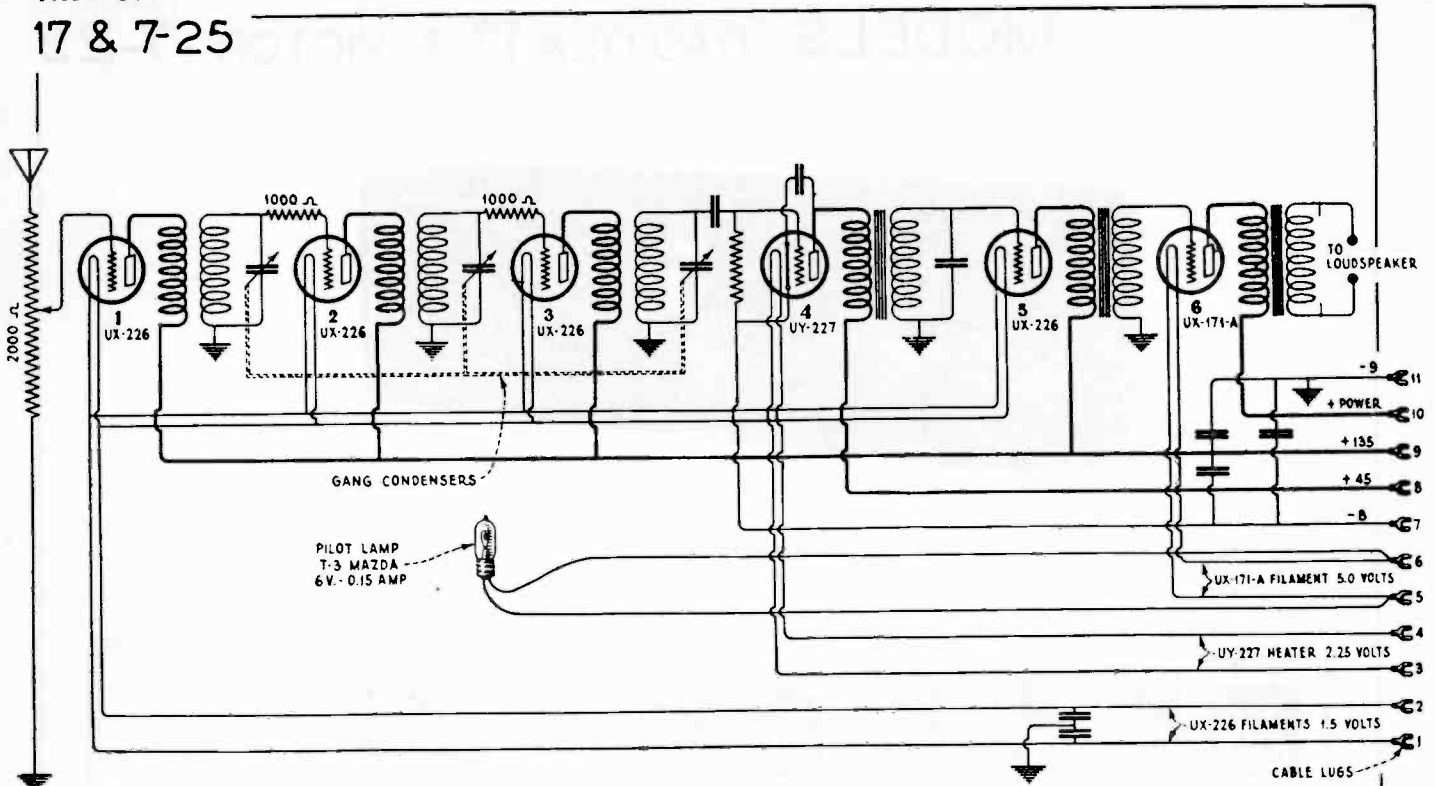 17 & 7-25
1000 Ω
1000 Ω
2000 Ω
1
UX-226
2
UX-226
3
UX-226
4
UY-227
5
UX-226
6
UX-171-A
TO
LOUDSPEAKER
-9
11
+ POWER
10
+135
9
+45
8
-B
7
GANG CONDENSERS
PILOT LAMP
T-3 MAZDA
6V.- 0.15 AMP
6
UX-171-A FILAMENT 5.0 VOLTS
5
4
UY-227 HEATER 2.25 VOLTS
3
2
UX-226 FILAMENTS 1.5 VOLTS
1
CABLE LUGS